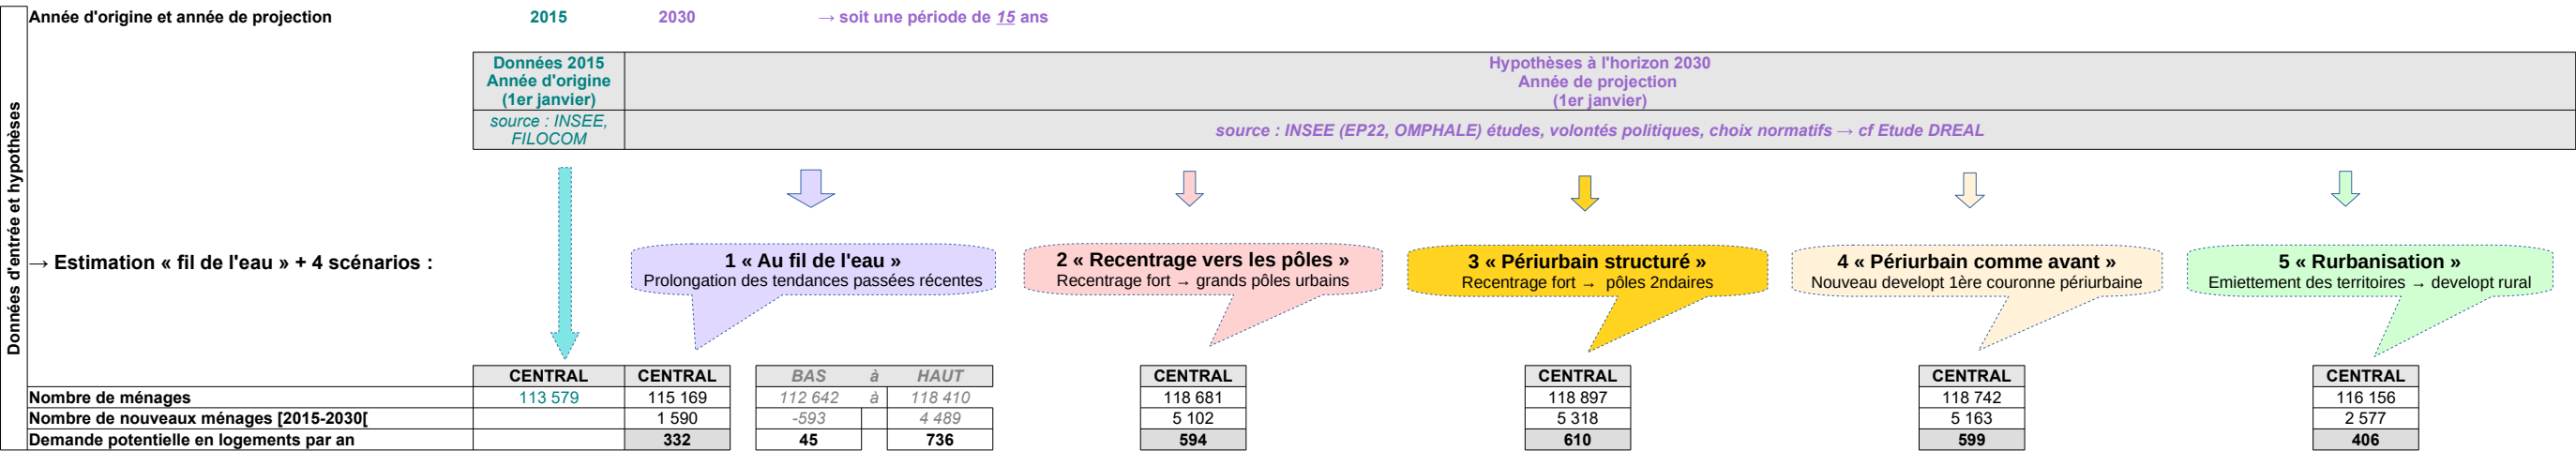 Année d'origine et année de projection 2015 2030 → soit une période de 15 ans
Données 2015
Année d'origine
(1er janvier)
Hypothèses à l'horizon 2030
Année de projection
(1er janvier)
source : INSEE,
FILOCOM
source : INSEE (EP22, OMPHALE) études, volontés politiques, choix normatifs → cf Etude DREAL
Données d'entrée et hypothèses
→ Estimation « fil de l'eau » + 4 scénarios :
1 « Au fil de l'eau »
Prolongation des tendances passées récentes
2 « Recentrage vers les pôles »
Recentrage fort → grands pôles urbains
3 « Périurbain structuré »
Recentrage fort → pôles 2ndaires
4 « Périurbain comme avant »
Nouveau developt 1ère couronne périurbaine
5 « Rurbanisation »
Emiettement des territoires → developt rural
CENTRAL CENTRAL BAS à HAUT CENTRAL CENTRAL CENTRAL CENTRAL
Nombre de ménages 113 579 115 169 112 642 à 118 410 118 681 118 897 118 742 116 156
Nombre de nouveaux ménages [2015-2030[ 1 590 -593 4 489 5 102 5 318 5 163 2 577
Demande potentielle en logements par an 332 45 736 594 610 599 406